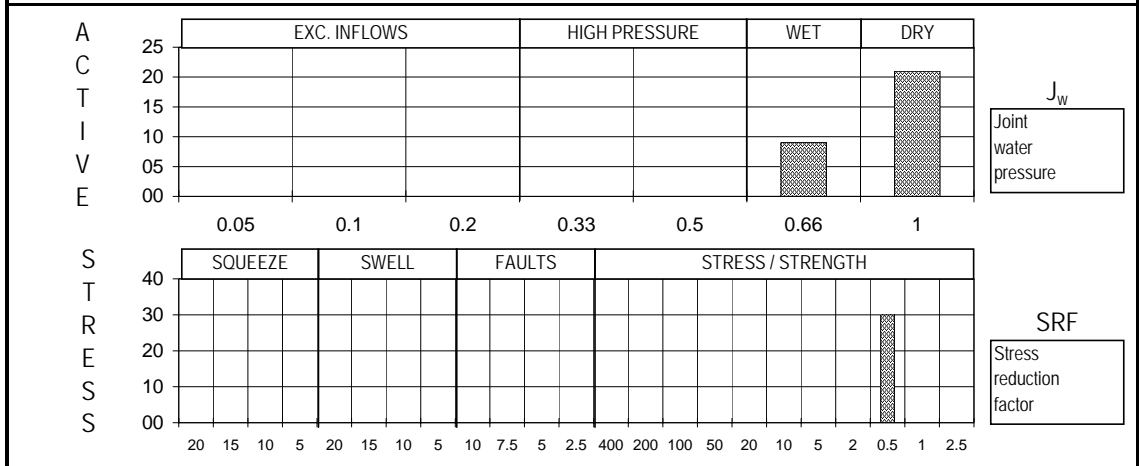 ACTIVE
EXC. INFLOWS HIGH PRESSURE WET DRY
25
20
15
10
05
00
0.05 0.1 0.2 0.33 0.5 0.66 1
J_w
Joint
water
pressure
STRESS
SQUEEZE SWELL FAULTS STRESS / STRENGTH
40
30
20
10
00
20 15 10 5 20 15 10 5 10 7.5 5 2.5 400 200 100 50 20 10 5 2 0.5 1 2.5
SRF
Stress
reduction
factor